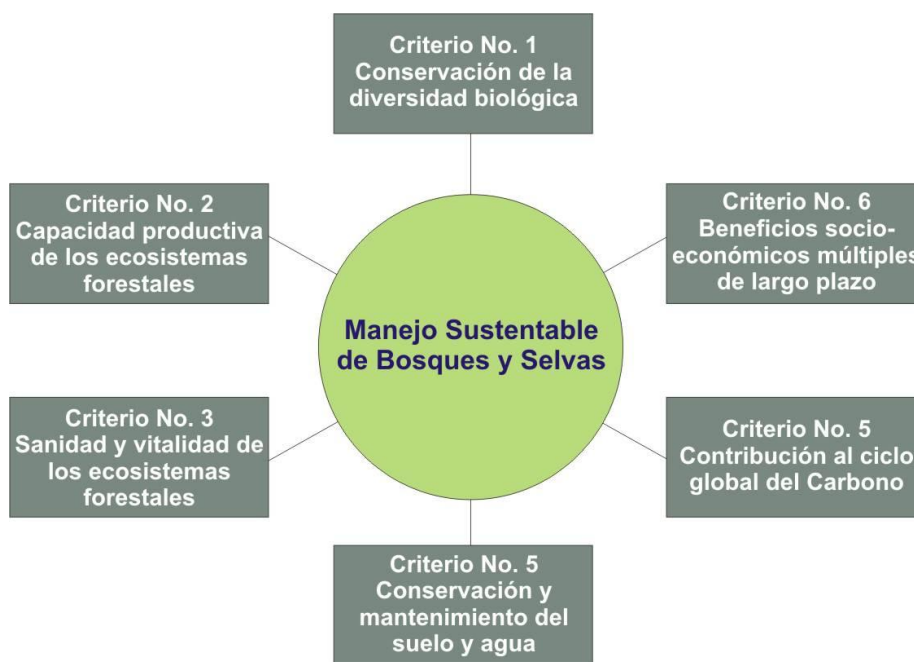 Criterio No. 1
Conservación de la
diversidad biológica
Criterio No. 2
Capacidad productiva
de los ecosistemas
forestales
Criterio No. 6
Beneficios socio-
económicos múltiples
de largo plazo
Manejo Sustentable
de Bosques y Selvas
Criterio No. 3
Sanidad y vitalidad de
los ecosistemas
forestales
Criterio No. 5
Contribución al ciclo
global del Carbono
Criterio No. 5
Conservación y
mantenimiento del
suelo y agua